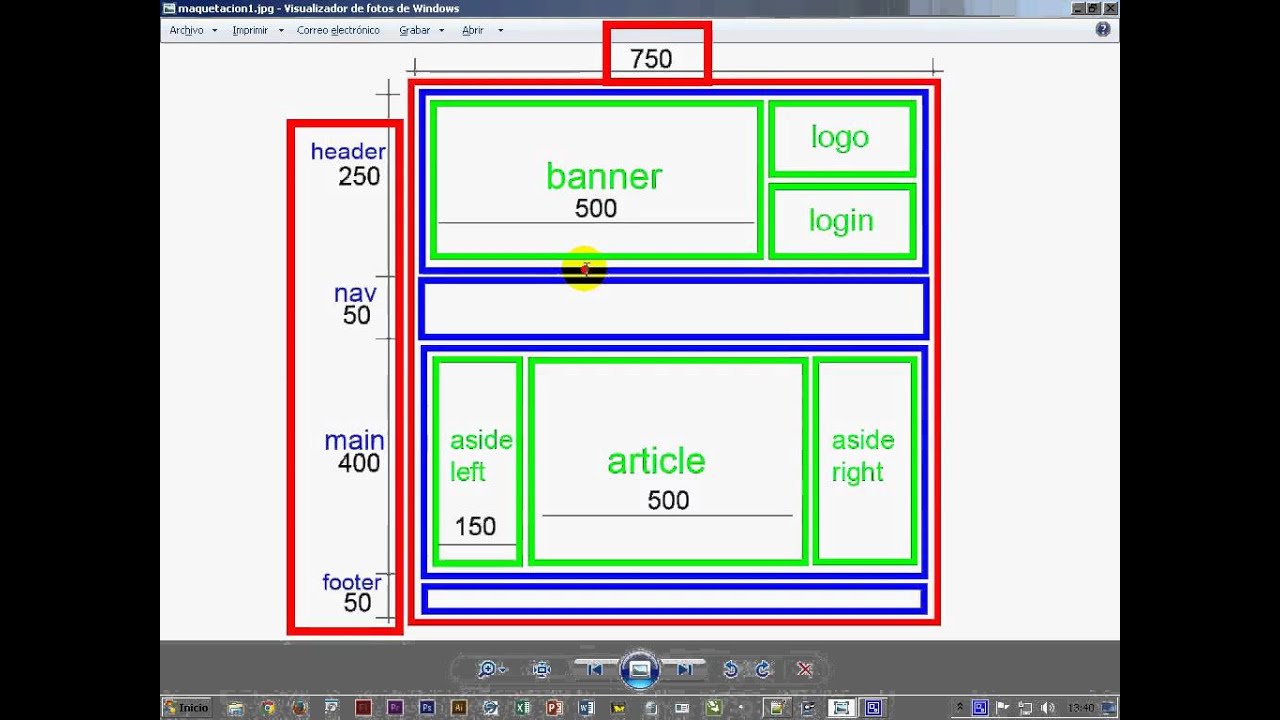 maquetacion1.jpg - Visualizador de fotos de Windows
Archivo Imprimir Correo electrónico Grabar Abrir
750
header
250
banner
500
logo
login
nav
50
main
400
aside
left
150
article
500
aside
right
footer
50
Inicio
13:40